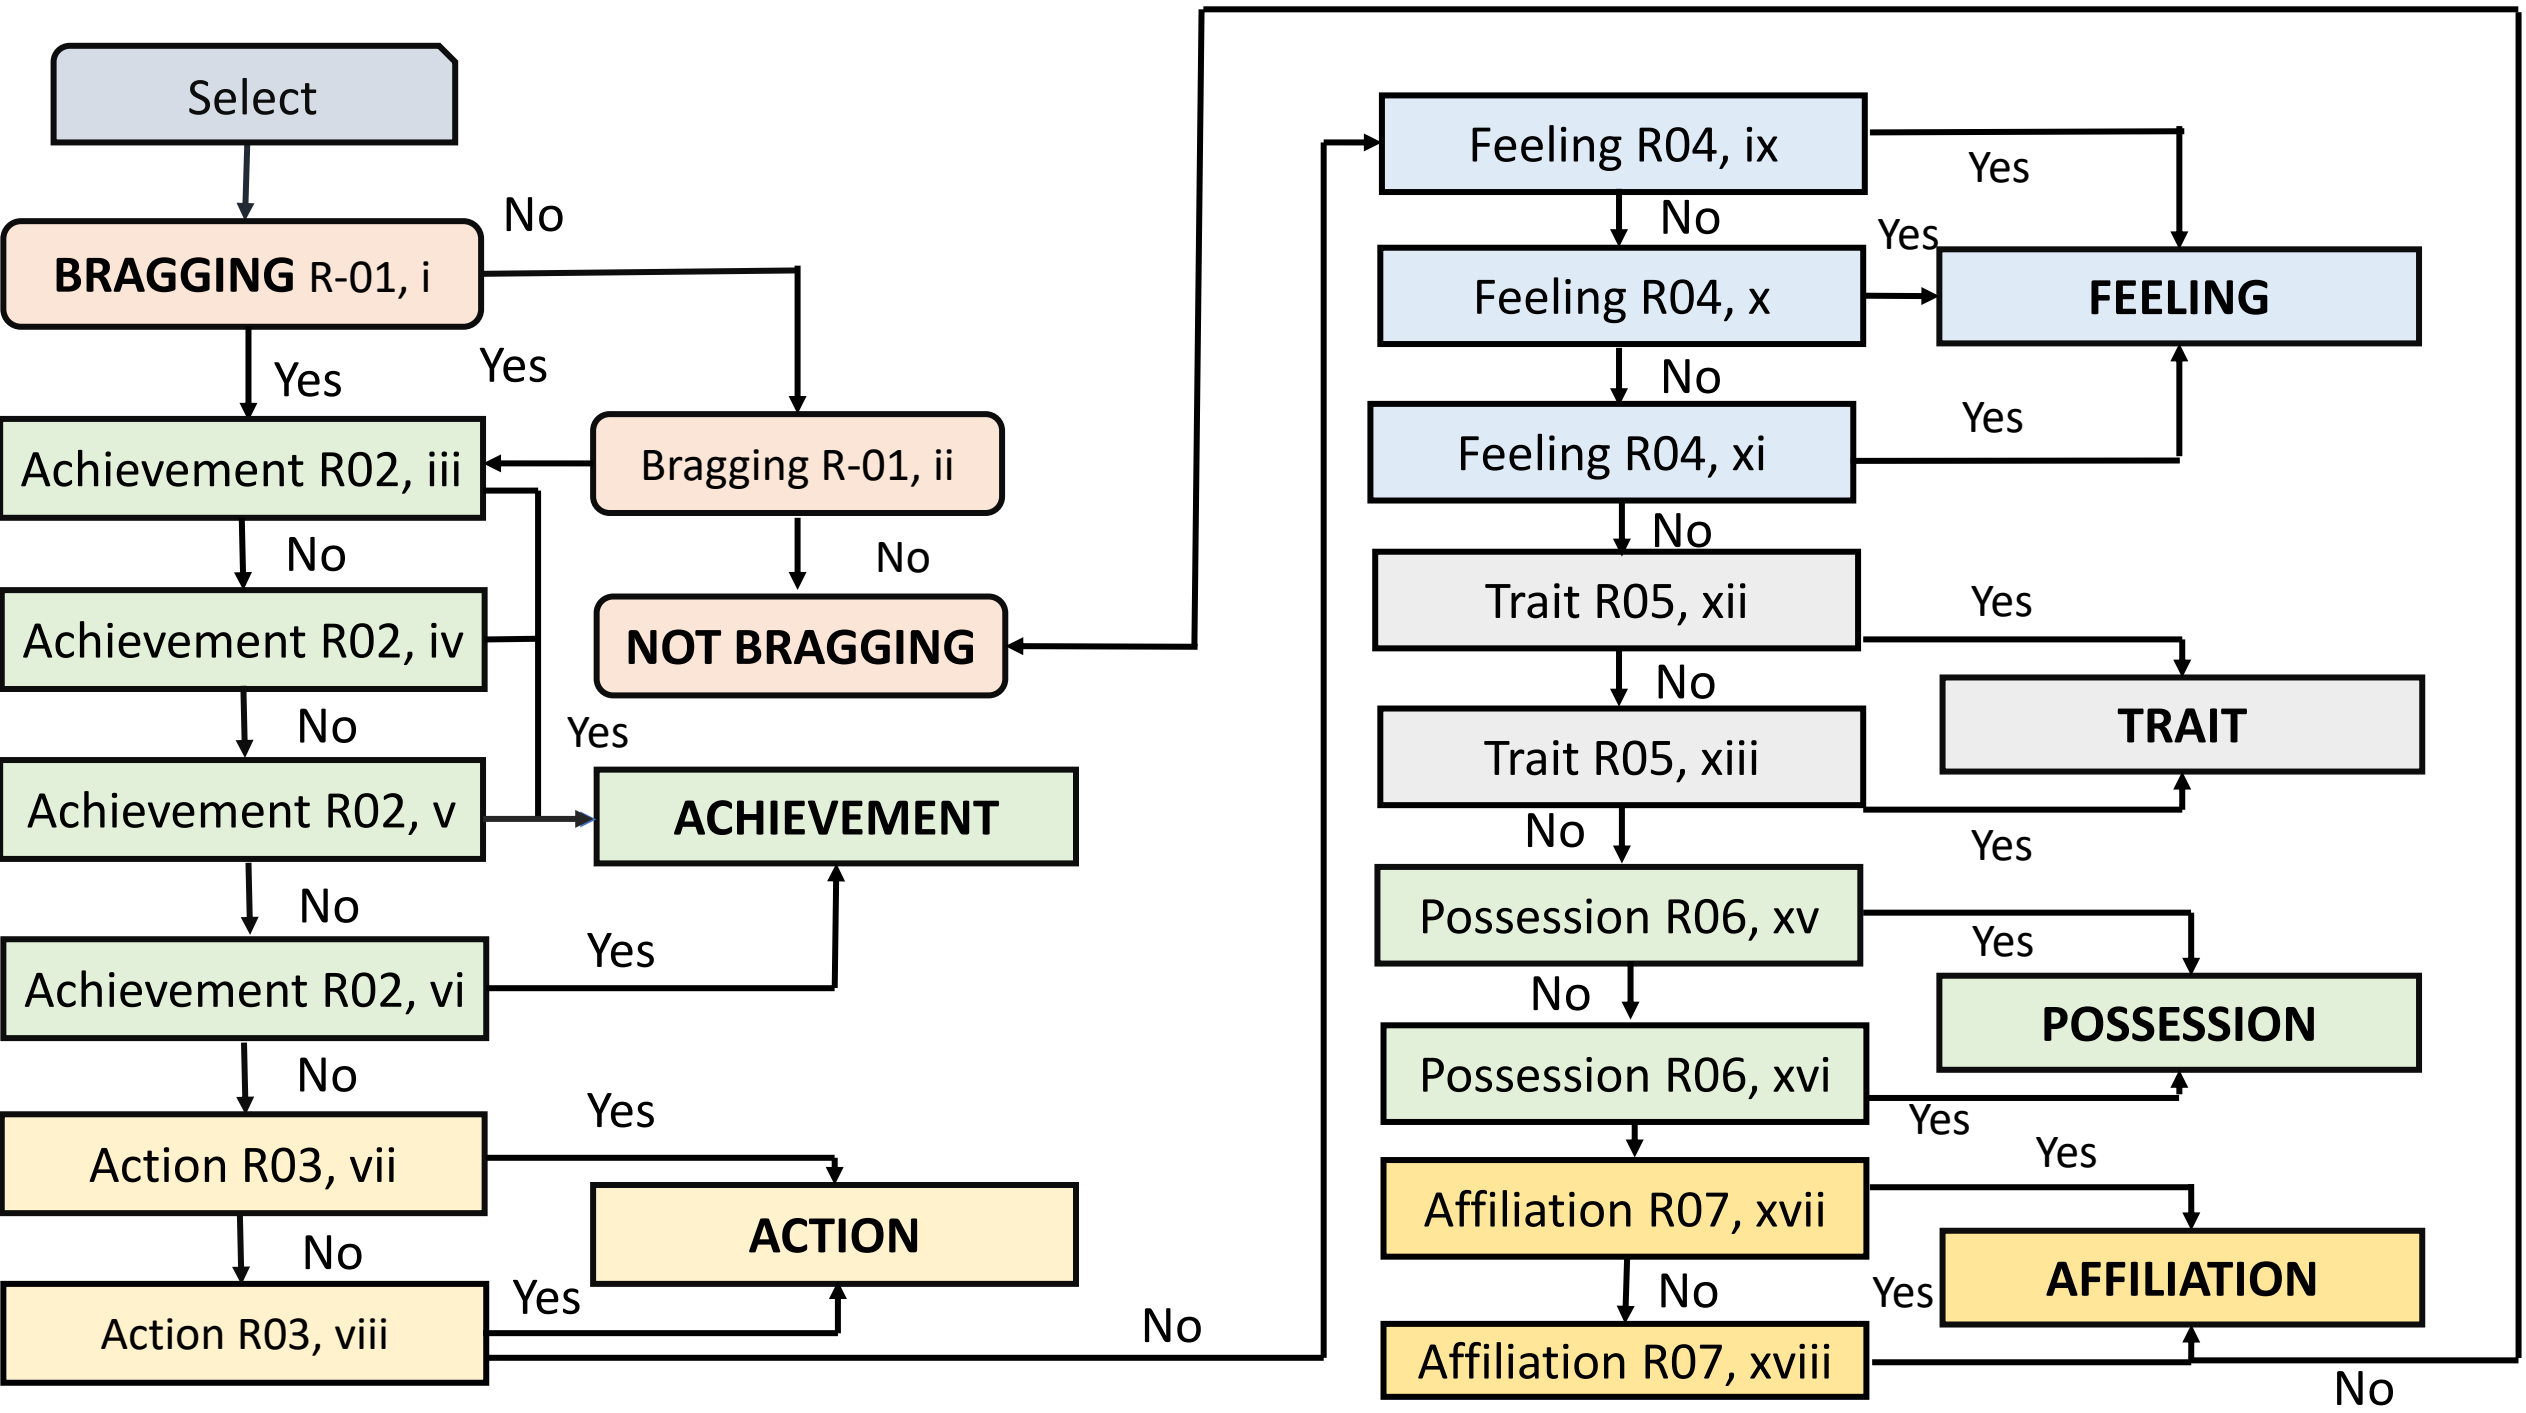 Select
No
BRAGGING R-01, i
Yes
Yes
Achievement R02, iii
Bragging R-01, ii
No
No
Achievement R02, iv
NOT BRAGGING
No
Yes
Achievement R02, v
ACHIEVEMENT
No
Yes
Achievement R02, vi
No
Yes
Action R03, vii
ACTION
No
Yes
Action R03, viii
No
Feeling R04, ix
Yes
No
Yes
Feeling R04, x
FEELING
No
Yes
Feeling R04, xi
No
Trait R05, xii
Yes
No
TRAIT
Trait R05, xiii
No
Yes
Possession R06, xv
Yes
No
POSSESSION
Possession R06, xvi
Yes
Yes
Affiliation R07, xvii
AFFILIATION
No
Yes
Affiliation R07, xviii
No